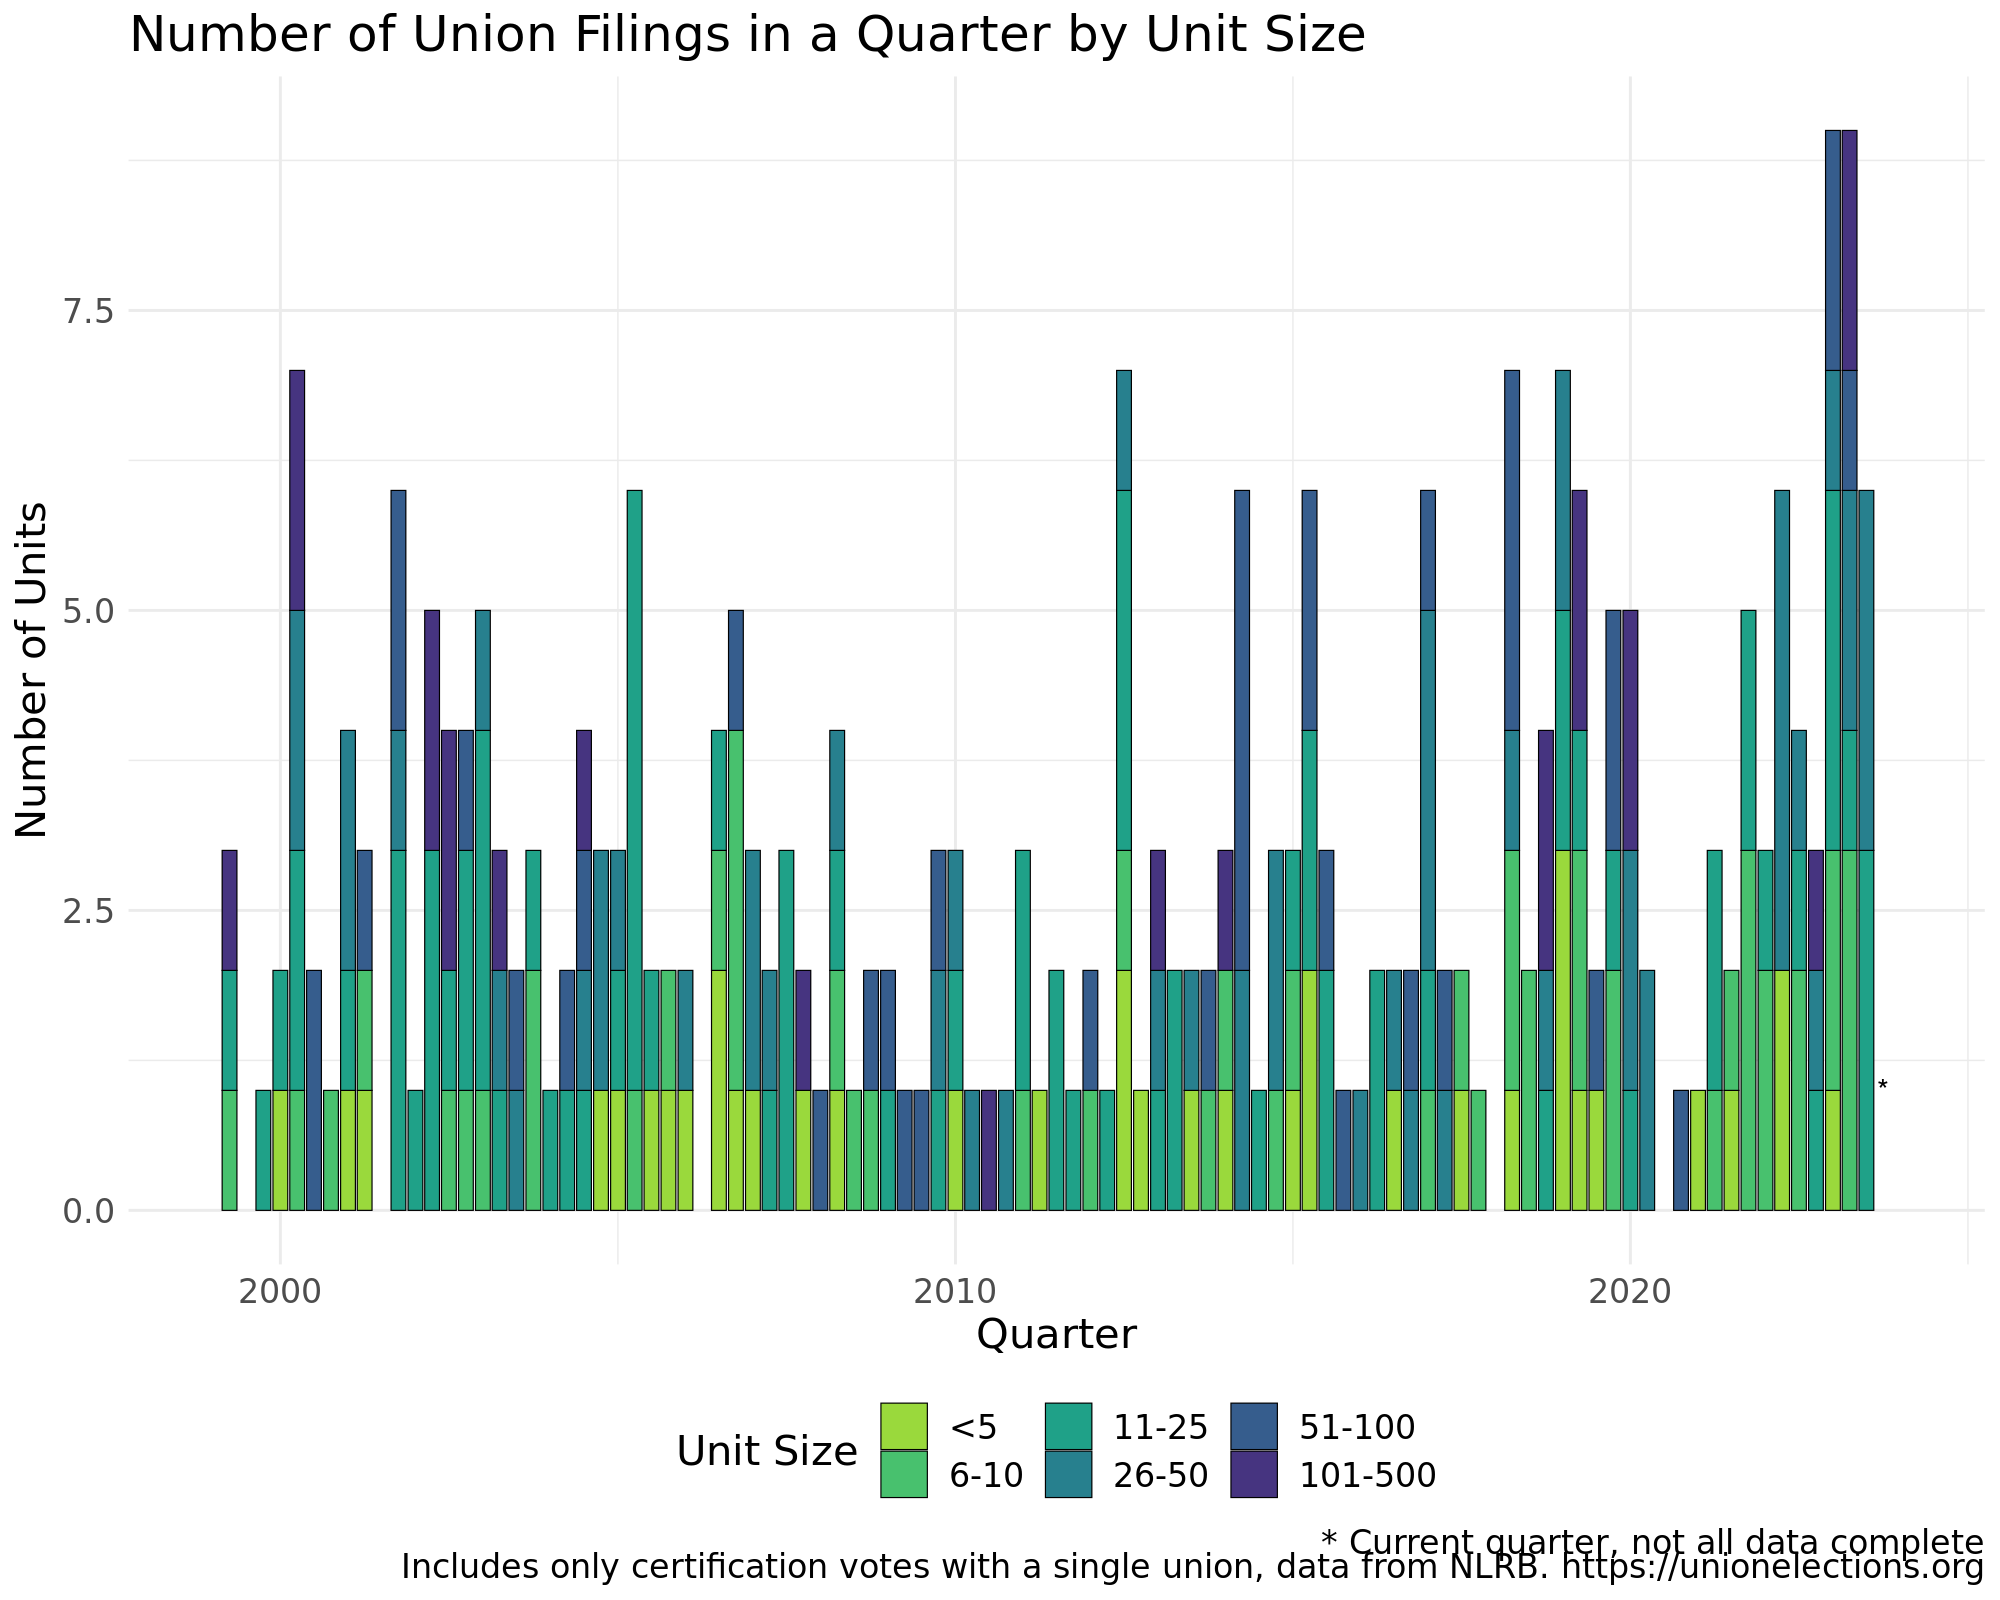 Number of Union Filings in a Quarter by Unit Size
Number of Units
7.5
5.0
2.5
0.0
*
2000 2010 2020
Quarter
Unit Size
<5 11-25 51-100
6-10 26-50 101-500
* Current quarter, not all data complete
Includes only certification votes with a single union, data from NLRB. https://unionelections.org